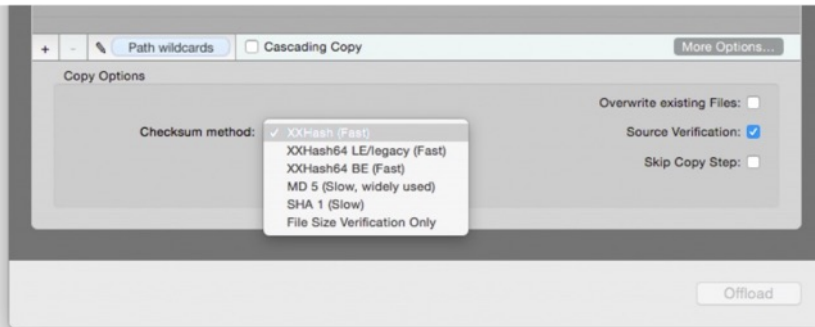 + - Path wildcards Cascading Copy More Options...
Copy Options
Overwrite existing Files:
Checksum method: ✓ XXHash (Fast) Source Verification: ✓
XXHash64 LE/legacy (Fast)
Skip Copy Step:
XXHash64 BE (Fast)
MD 5 (Slow, widely used)
SHA 1 (Slow)
File Size Verification Only
Offload